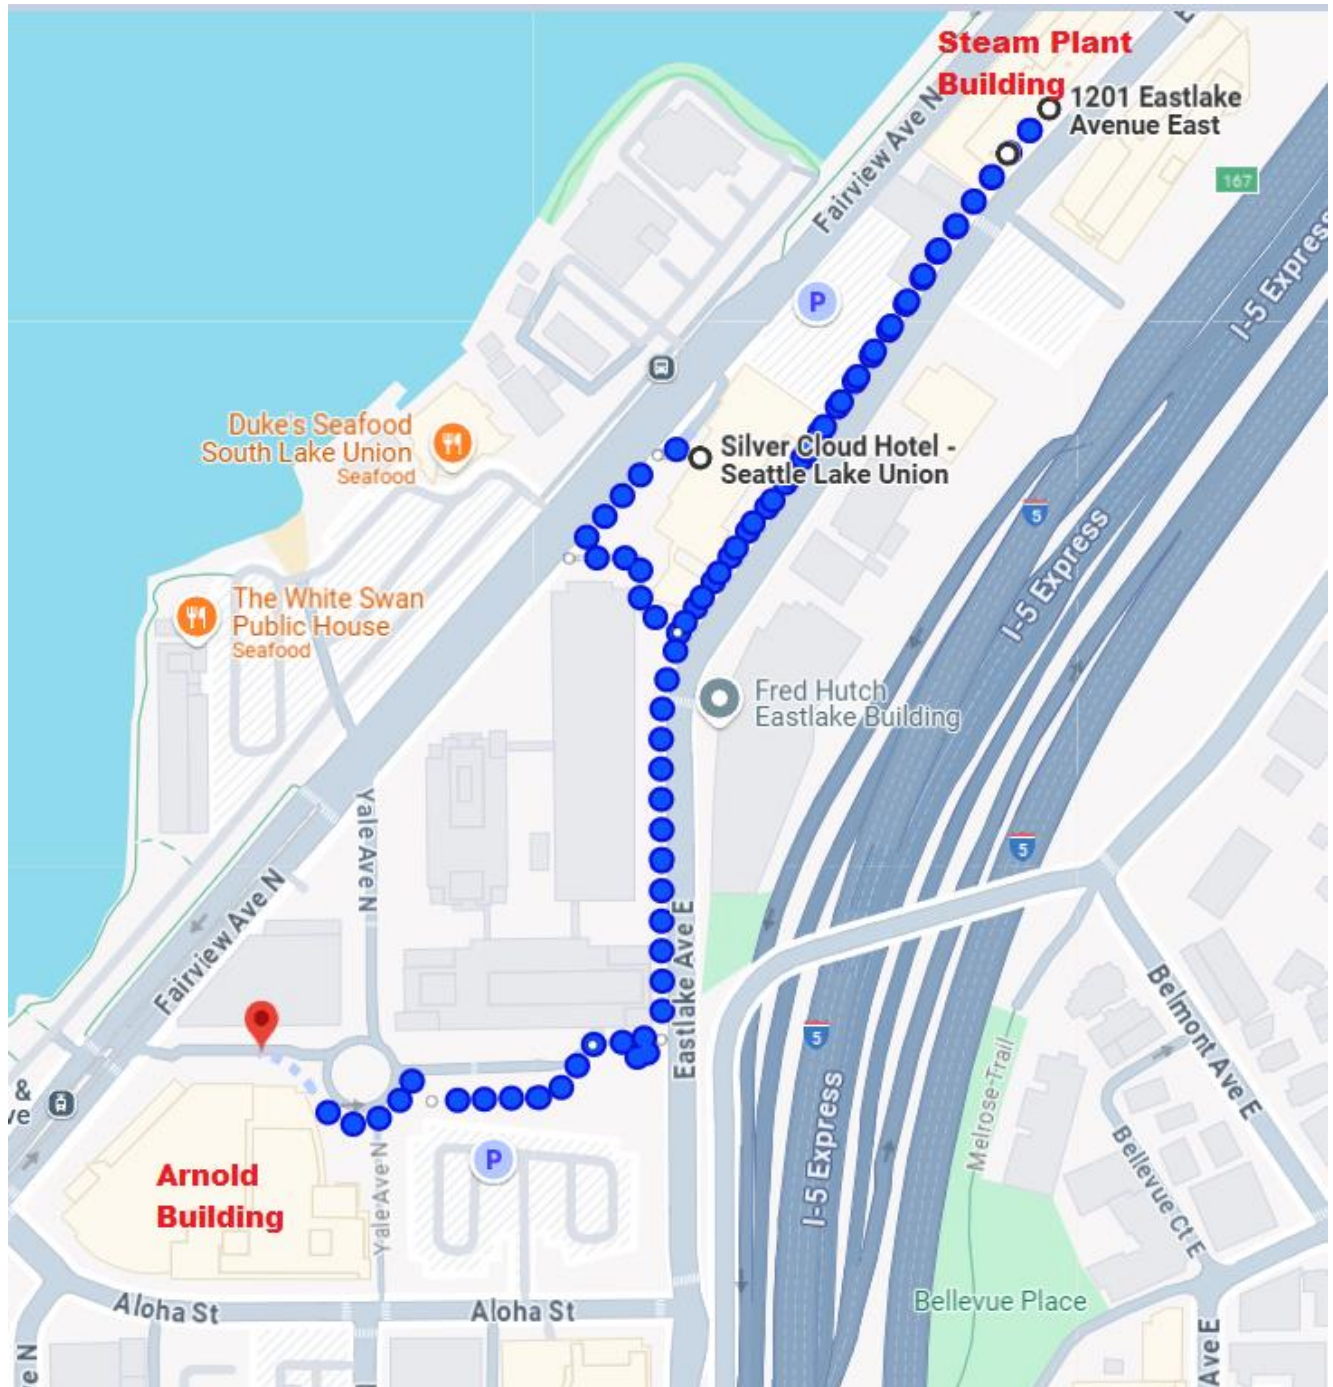 Steam Plant
Building
1201 Eastlake
Avenue East
E
Fairview Ave N
167
I-5 Express
P
Duke's Seafood
South Lake Union
Seafood
Silver Cloud Hotel -
Seattle Lake Union
5
I-5 Express
The White Swan
Public House
Seafood
Fred Hutch
Eastlake Building
Yale Ave N
5
Fairview Ave N
Eastlake Ave E
Belmont Ave E
5
Melrose-Trail
&
ve
I-5 Express
Bellevue Ct E
P
Arnold
Building
Yale Ave N
Bellevue Place
Aloha St
Aloha St
e N
Ave E